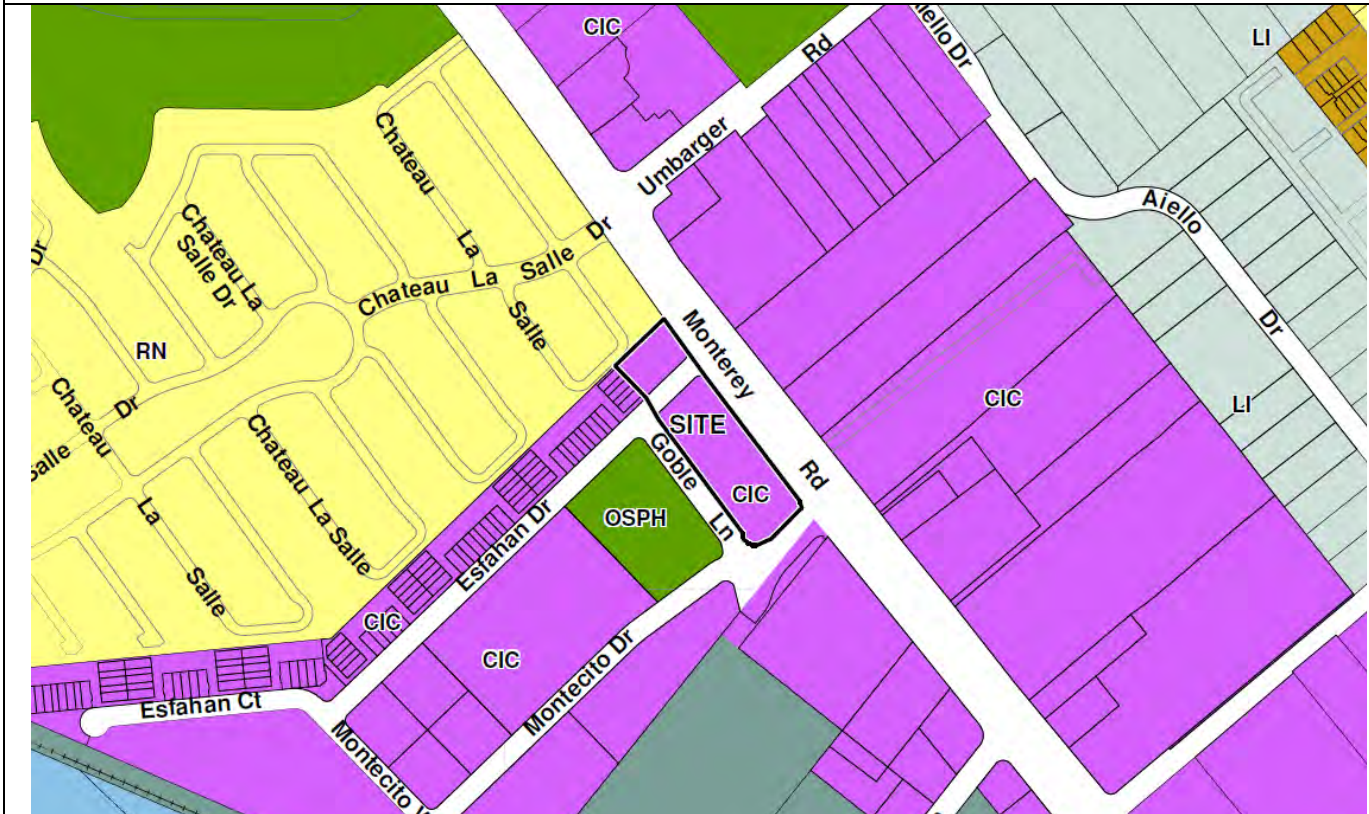 CIC
Aiello Dr
LI
Umbarger Rd
Chateau La Salle
Chateau La
Salle Dr
Dr
Chateau La Salle Dr
RN
Monterey Rd
Aiello Dr
CIC
LI
SITE
CIC
Goble Ln
OSPH
Salle Dr
Chateau La Salle
Chateau La Salle
Esfahan Dr
CIC
CIC
Montecito Dr
Esfahan Ct
Montecito